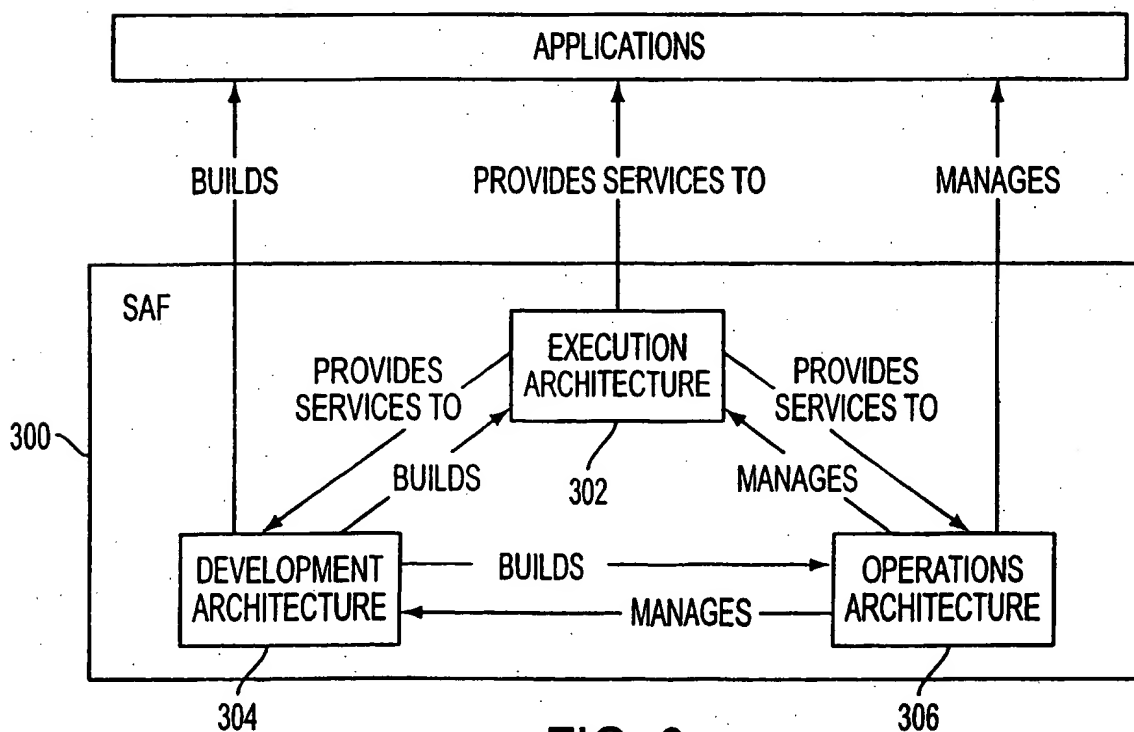 APPLICATIONS
BUILDS
PROVIDES SERVICES TO
MANAGES
SAF
EXECUTION
ARCHITECTURE
PROVIDES
SERVICES TO
PROVIDES
SERVICES TO
300
BUILDS
302
MANAGES
DEVELOPMENT
ARCHITECTURE
BUILDS
MANAGES
OPERATIONS
ARCHITECTURE
304
306